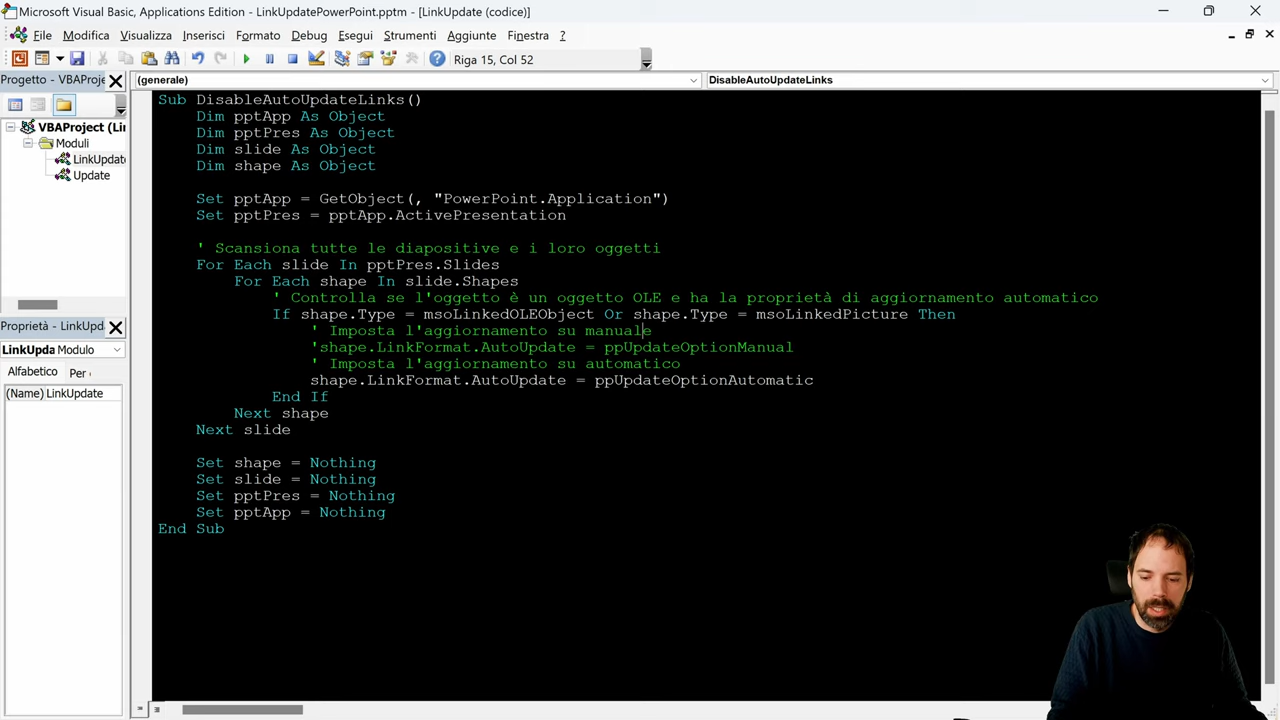 Microsoft Visual Basic, Applications Edition - LinkUpdatePowerPoint.pptm - [LinkUpdate (codice)]
File Modifica Visualizza Inserisci Formato Debug Esegui Strumenti Aggiunte Finestra ?
Riga 15, Col 52
Progetto - VBAProje
(generale)
DisableAutoUpdateLinks
VBAProject (Li
Moduli
LinkUpdate
Update
Proprietà - LinkUpd
LinkUpda Modulo
Alfabetico Per
(Name) LinkUpdate
Sub DisableAutoUpdateLinks()
Dim pptApp As Object
Dim pptPres As Object
Dim slide As Object
Dim shape As Object
Set pptApp = GetObject(, "PowerPoint.Application")
Set pptPres = pptApp.ActivePresentation
' Scansiona tutte le diapositive e i loro oggetti
For Each slide In pptPres.Slides
For Each shape In slide.Shapes
' Controlla se l'oggetto è un oggetto OLE e ha la proprietà di aggiornamento automatico
If shape.Type = msoLinkedOLEObject Or shape.Type = msoLinkedPicture Then
' Imposta l'aggiornamento su manuale
'shape.LinkFormat.AutoUpdate = ppUpdateOptionManual
' Imposta l'aggiornamento su automatico
shape.LinkFormat.AutoUpdate = ppUpdateOptionAutomatic
End If
Next shape
Next slide
Set shape = Nothing
Set slide = Nothing
Set pptPres = Nothing
Set pptApp = Nothing
End Sub